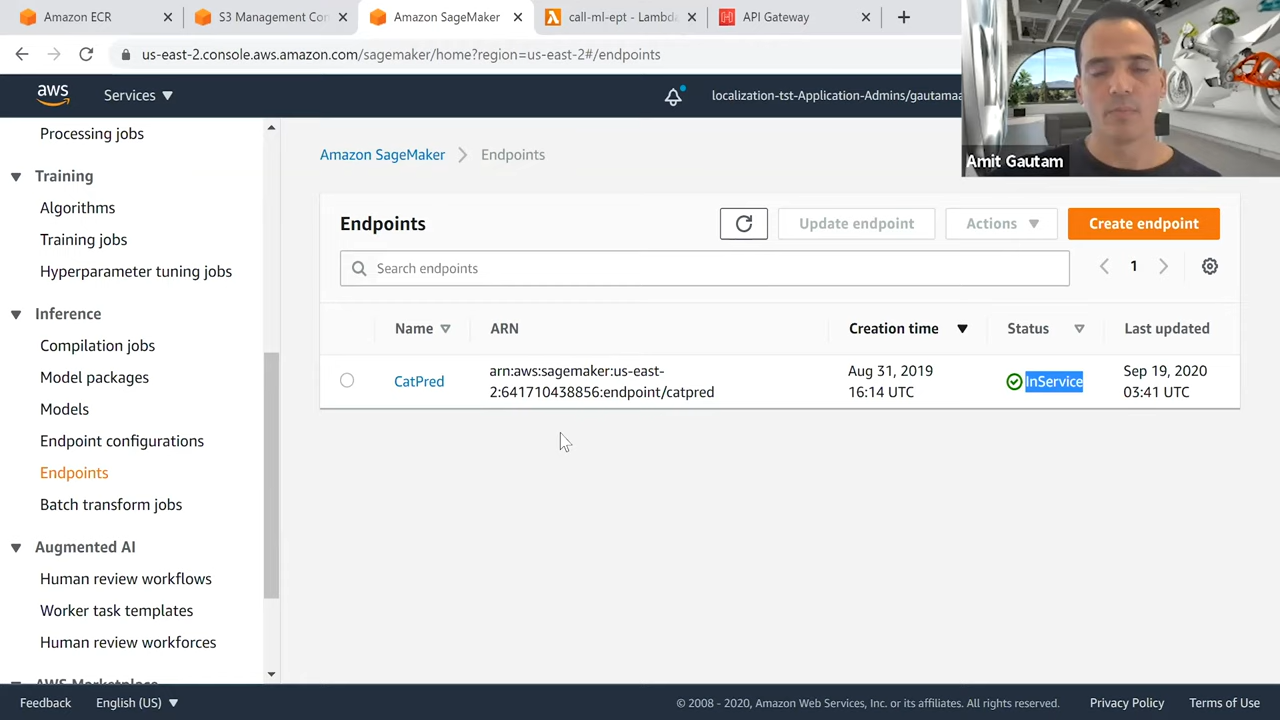 Amazon ECR
S3 Management Con
Amazon SageMaker
call-ml-ept - Lambda
API Gateway
us-east-2.console.aws.amazon.com/sagemaker/home?region=us-east-2#/endpoints
aws
Services
localization-tst-Application-Admins/gautamaa
Amit Gautam
Processing jobs
Training
Algorithms
Training jobs
Hyperparameter tuning jobs
Inference
Compilation jobs
Model packages
Models
Endpoint configurations
Endpoints
Batch transform jobs
Augmented AI
Human review workflows
Worker task templates
Human review workforces
AWS Marketplace
Amazon SageMaker
Endpoints
Endpoints
Update endpoint
Actions
Create endpoint
Search endpoints
1
Name
ARN
Creation time
Status
Last updated
CatPred
arn:aws:sagemaker:us-east-
2:641710438856:endpoint/catpred
Aug 31, 2019
16:14 UTC
InService
Sep 19, 2020
03:41 UTC
Feedback
English (US)
© 2008 - 2020, Amazon Web Services, Inc. or its affiliates. All rights reserved.
Privacy Policy
Terms of Use